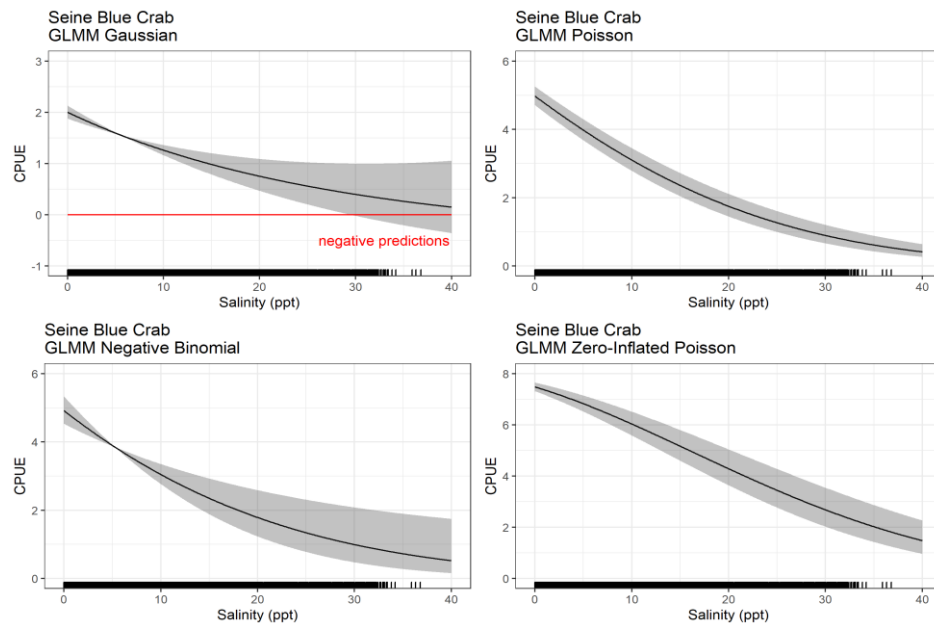 Seine Blue Crab
GLMM Gaussian
3
2
1
0
-1
CPUE
negative predictions
0
10
20
30
40
Salinity (ppt)
Seine Blue Crab
GLMM Poisson
6
4
2
0
CPUE
0
10
20
30
40
Salinity (ppt)
Seine Blue Crab
GLMM Negative Binomial
6
4
2
0
CPUE
0
10
20
30
40
Salinity (ppt)
Seine Blue Crab
GLMM Zero-Inflated Poisson
8
6
4
2
0
CPUE
0
10
20
30
40
Salinity (ppt)